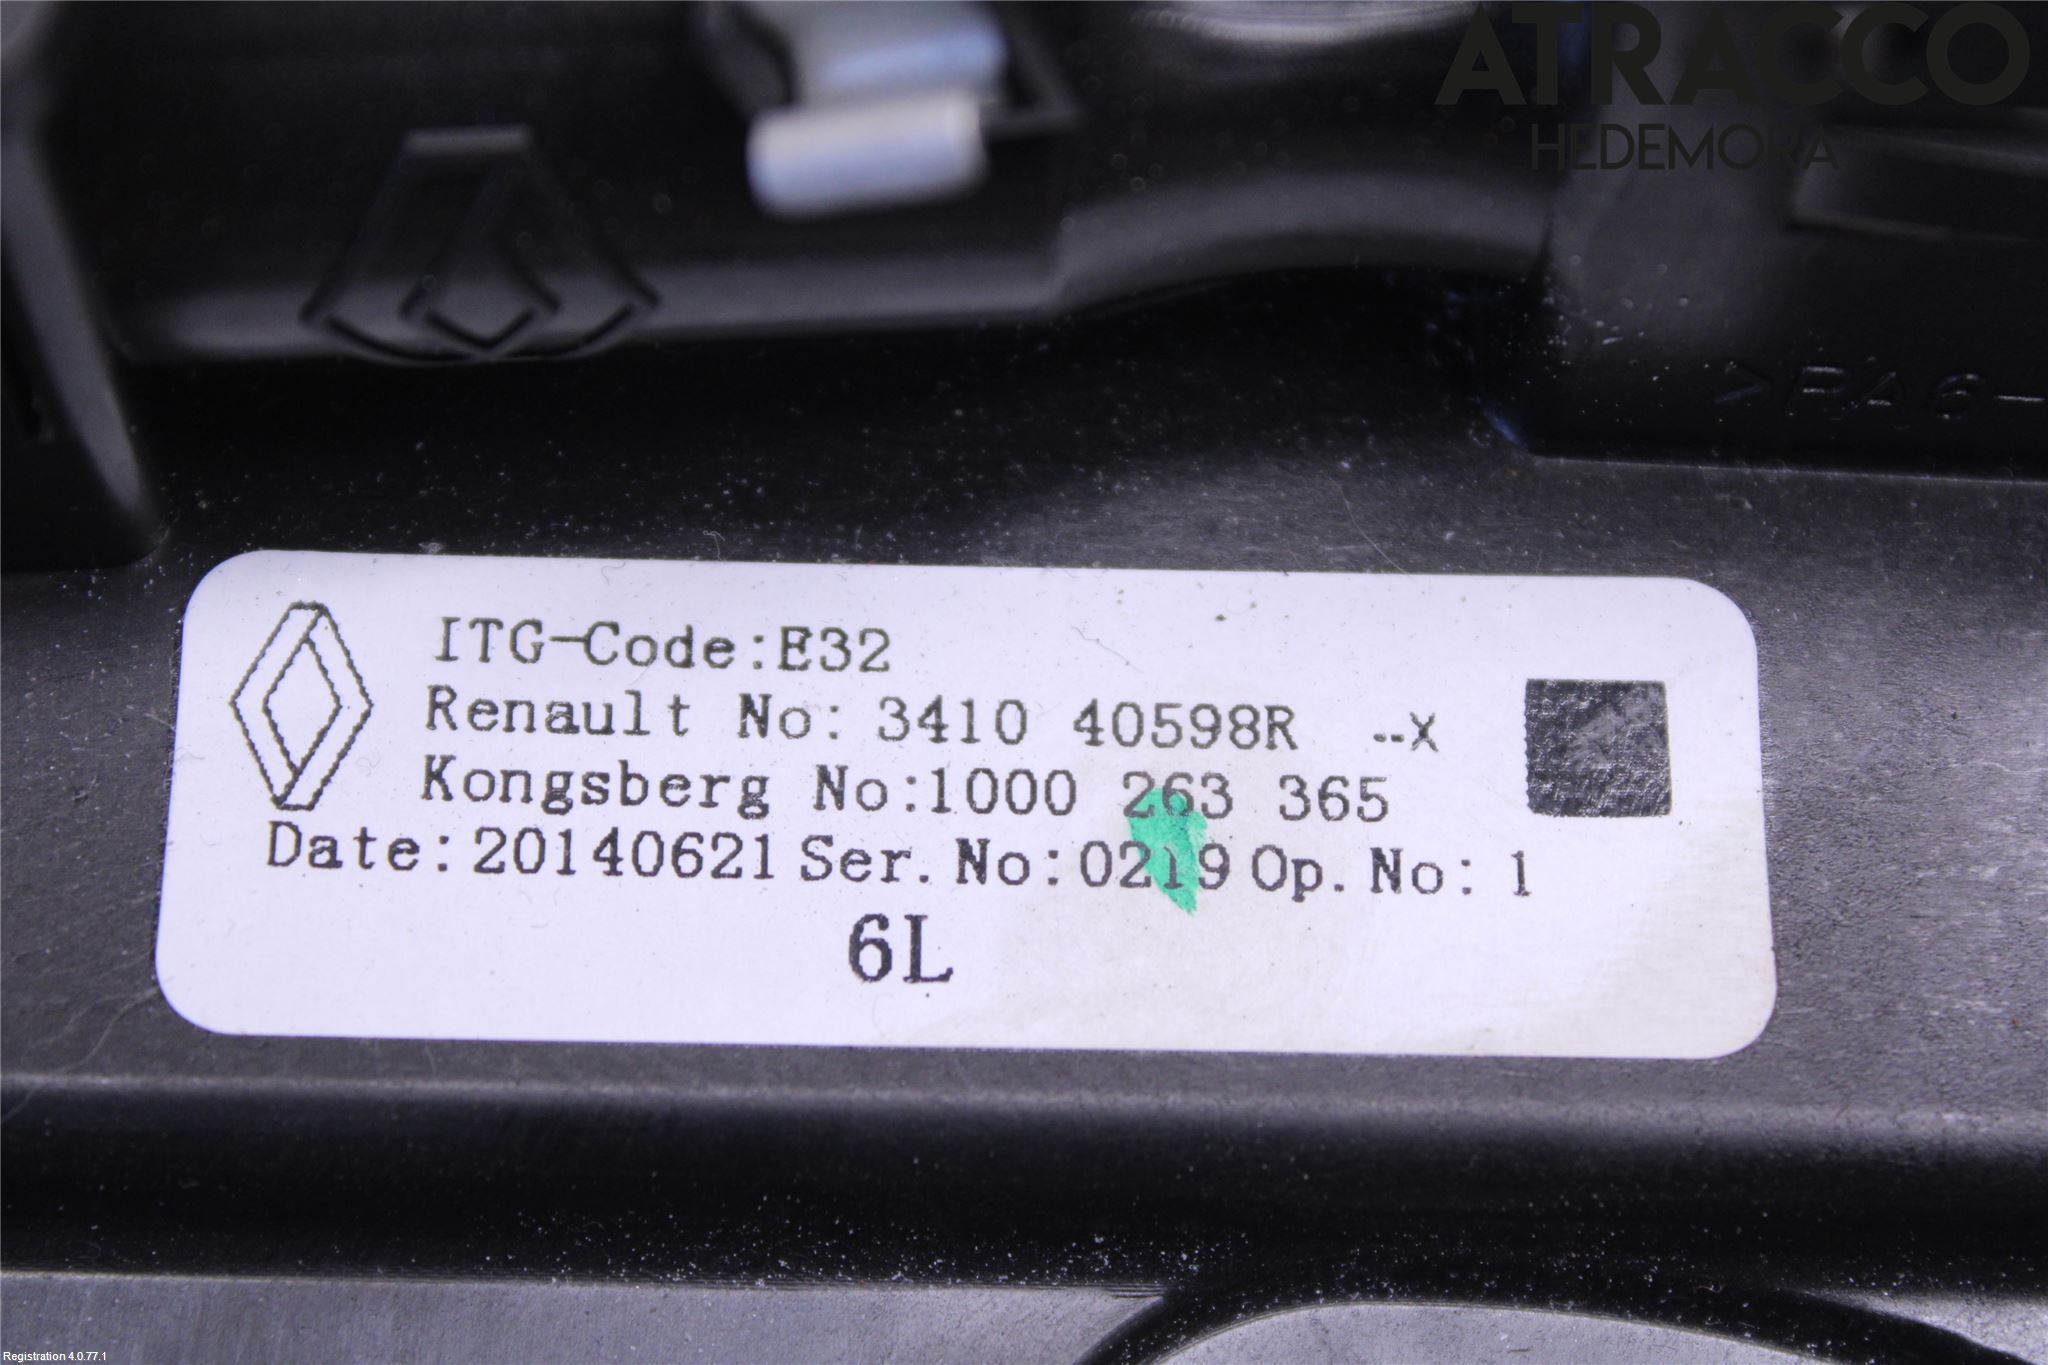 ATRACCO
HEDEMORA
>PA6-
ITG-Code:E32
Renault No: 3410 40598R --X
Kongsberg No:1000 263 365
Date:20140621 Ser.No:0219 Op.No: 1
6L
Registration 4.0.77.1